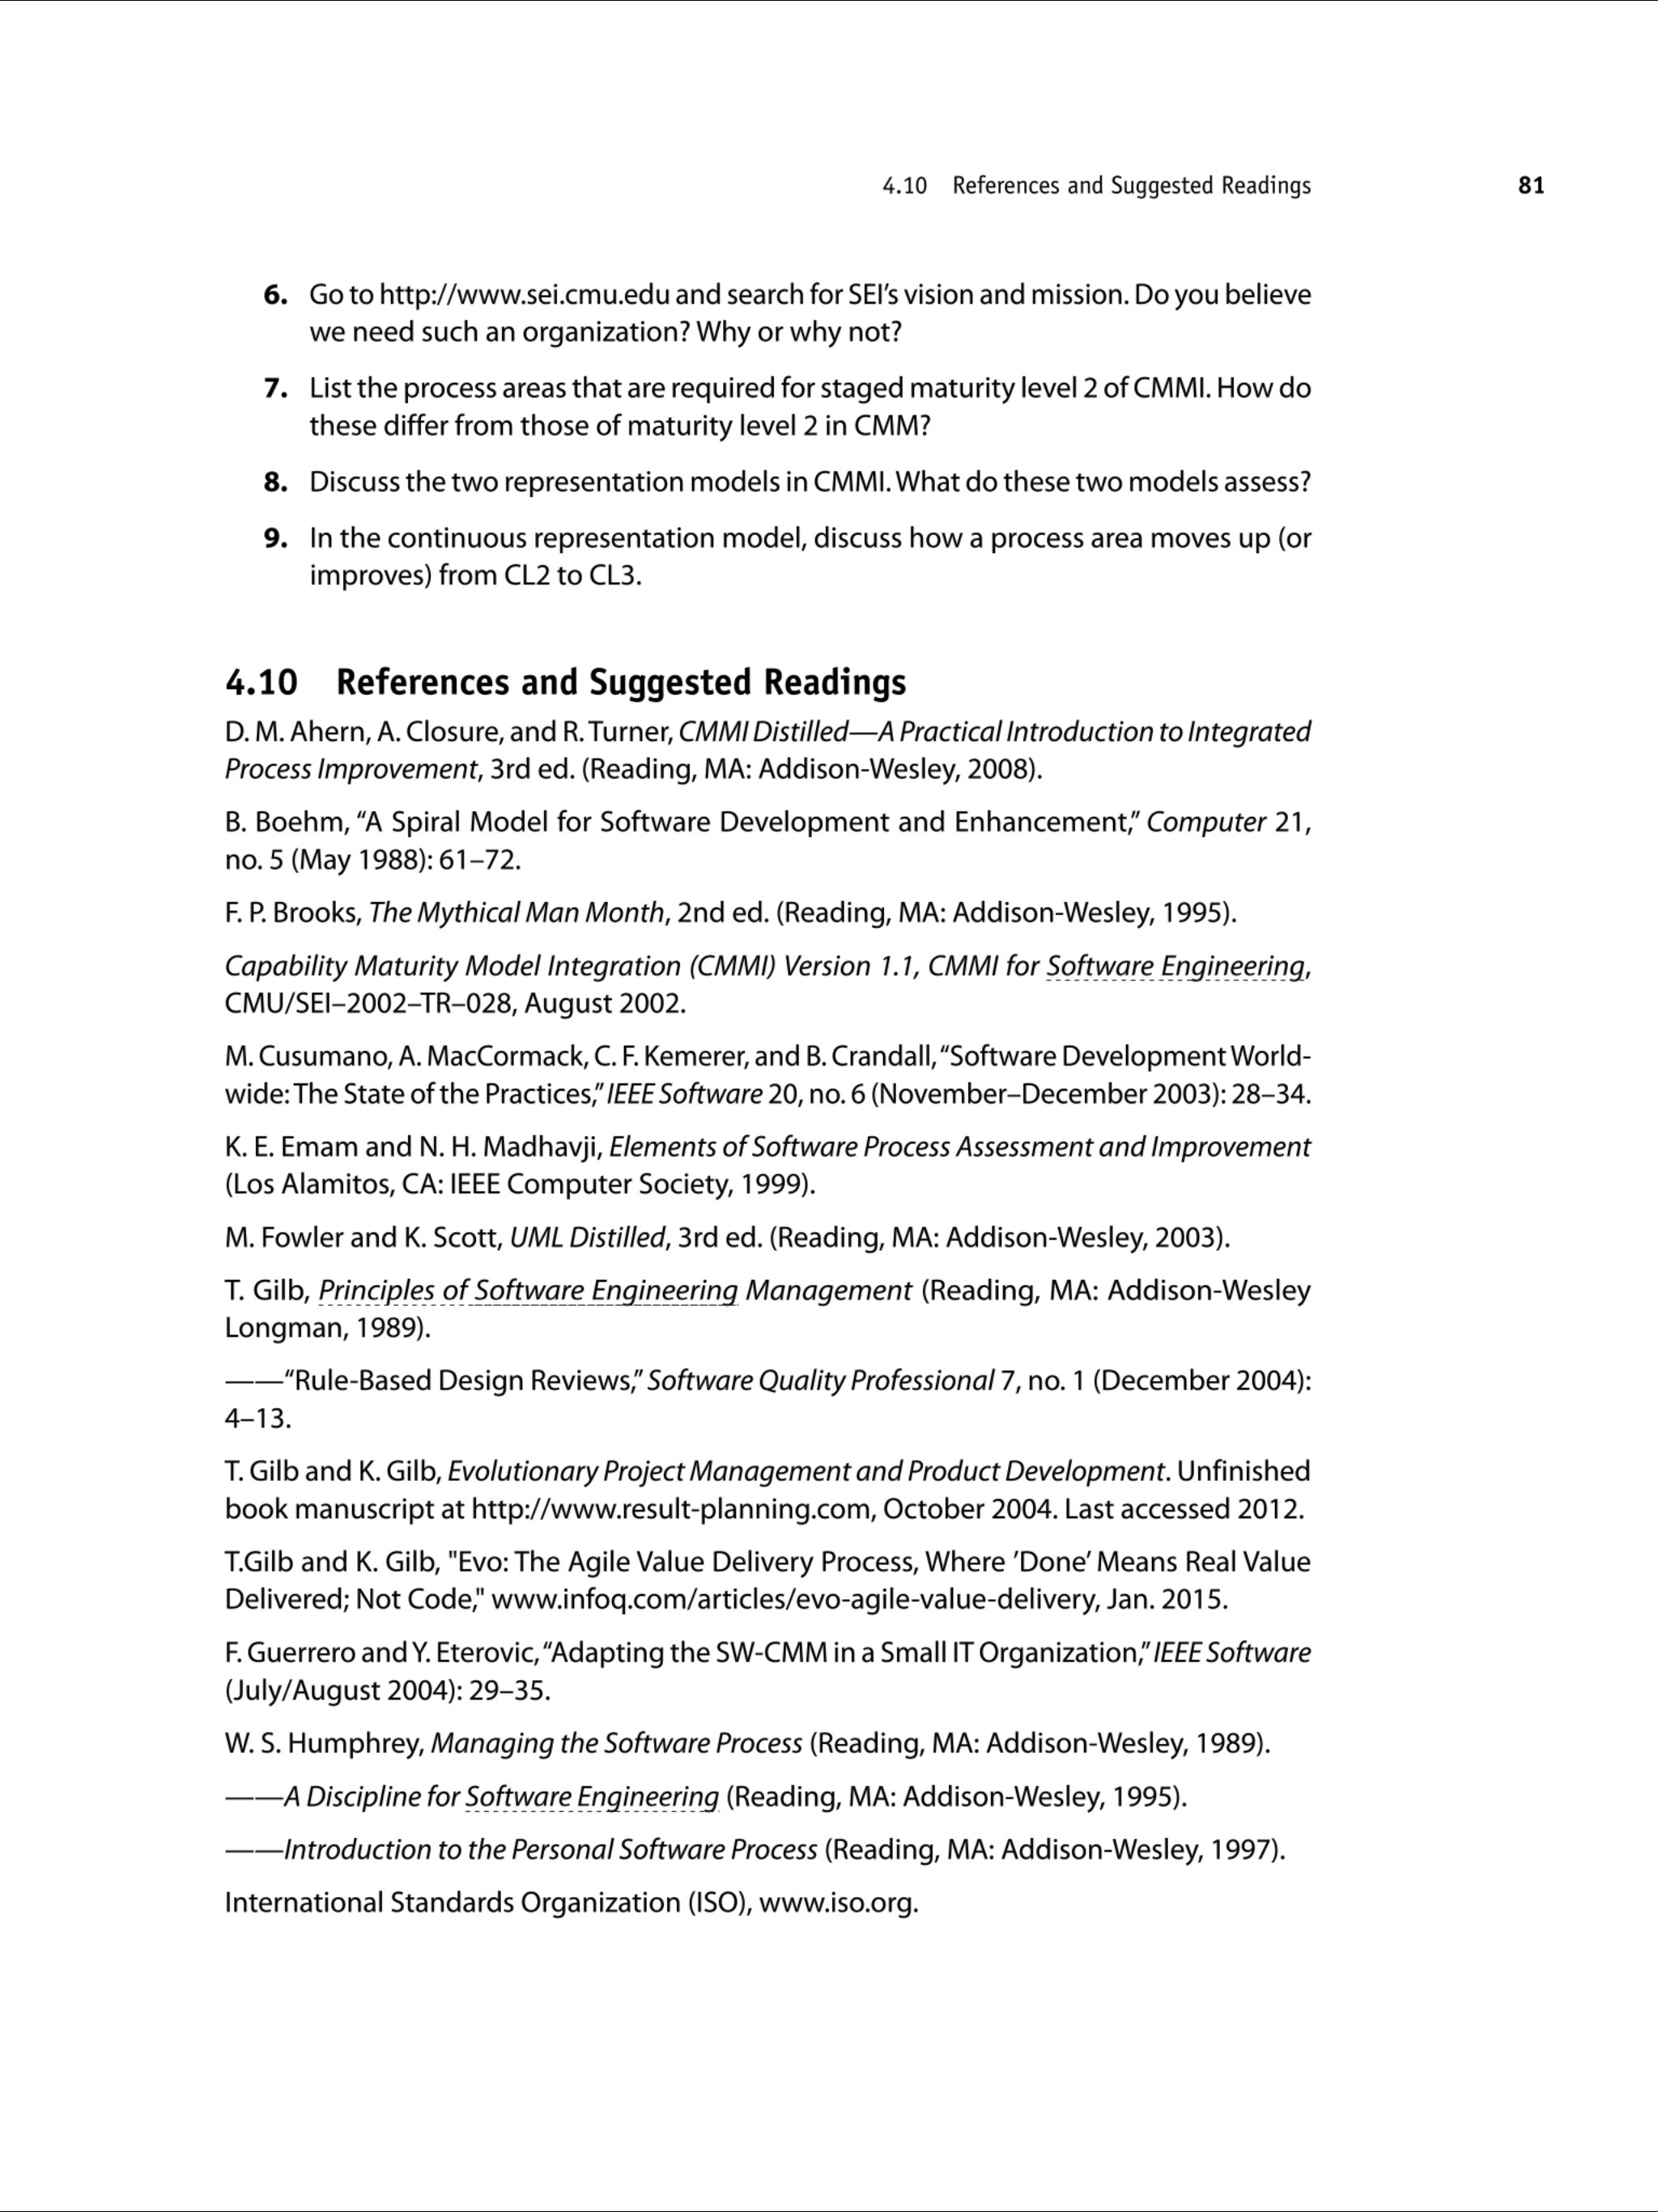 4.10 References and Suggested Readings 81
6. Go to http://www.sei.cmu.edu and search for SEI’s vision and mission. Do you believe
we need such an organization? Why or why not?
7. List the process areas that are required for staged maturity level 2 of CMMI. How do
these differ from those of maturity level 2 in CMM?
8. Discuss the two representation models in CMMI. What do these two models assess?
9. In the continuous representation model, discuss how a process area moves up (or
improves) from CL2 to CL3.
4.10 References and Suggested Readings
D. M. Ahern, A. Closure, and R. Turner, CMMI Distilled—A Practical Introduction to Integrated
Process Improvement, 3rd ed. (Reading, MA: Addison-Wesley, 2008).
B. Boehm, “A Spiral Model for Software Development and Enhancement,” Computer 21,
no. 5 (May 1988): 61–72.
F. P. Brooks, The Mythical Man Month, 2nd ed. (Reading, MA: Addison-Wesley, 1995).
Capability Maturity Model Integration (CMMI) Version 1.1, CMMI for Software Engineering,
CMU/SEI–2002–TR–028, August 2002.
M. Cusumano, A. MacCormack, C. F. Kemerer, and B. Crandall, “Software Development World-
wide: The State of the Practices,” IEEE Software 20, no. 6 (November–December 2003): 28–34.
K. E. Emam and N. H. Madhavji, Elements of Software Process Assessment and Improvement
(Los Alamitos, CA: IEEE Computer Society, 1999).
M. Fowler and K. Scott, UML Distilled, 3rd ed. (Reading, MA: Addison-Wesley, 2003).
T. Gilb, Principles of Software Engineering Management (Reading, MA: Addison-Wesley
Longman, 1989).
——“Rule-Based Design Reviews,” Software Quality Professional 7, no. 1 (December 2004):
4–13.
T. Gilb and K. Gilb, Evolutionary Project Management and Product Development. Unfinished
book manuscript at http://www.result-planning.com, October 2004. Last accessed 2012.
T.Gilb and K. Gilb, "Evo: The Agile Value Delivery Process, Where ’Done’ Means Real Value
Delivered; Not Code," www.infoq.com/articles/evo-agile-value-delivery, Jan. 2015.
F. Guerrero and Y. Eterovic, “Adapting the SW-CMM in a Small IT Organization,” IEEE Software
(July/August 2004): 29–35.
W. S. Humphrey, Managing the Software Process (Reading, MA: Addison-Wesley, 1989).
——A Discipline for Software Engineering (Reading, MA: Addison-Wesley, 1995).
——Introduction to the Personal Software Process (Reading, MA: Addison-Wesley, 1997).
International Standards Organization (ISO), www.iso.org.